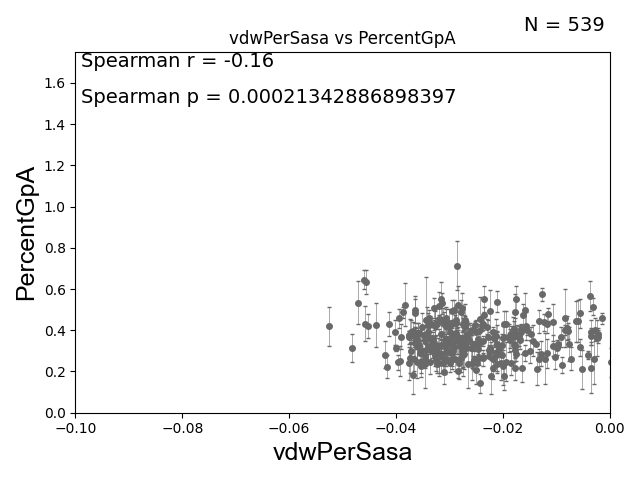 N = 539
vdwPerSasa vs PercentGpA
Spearman r = -0.16
Spearman p = 0.00021342886898397
1.6
1.4
1.2
1.0
0.8
0.6
0.4
0.2
0.0
PercentGpA
−0.10 −0.08 −0.06 −0.04 −0.02 0.00
vdwPerSasa